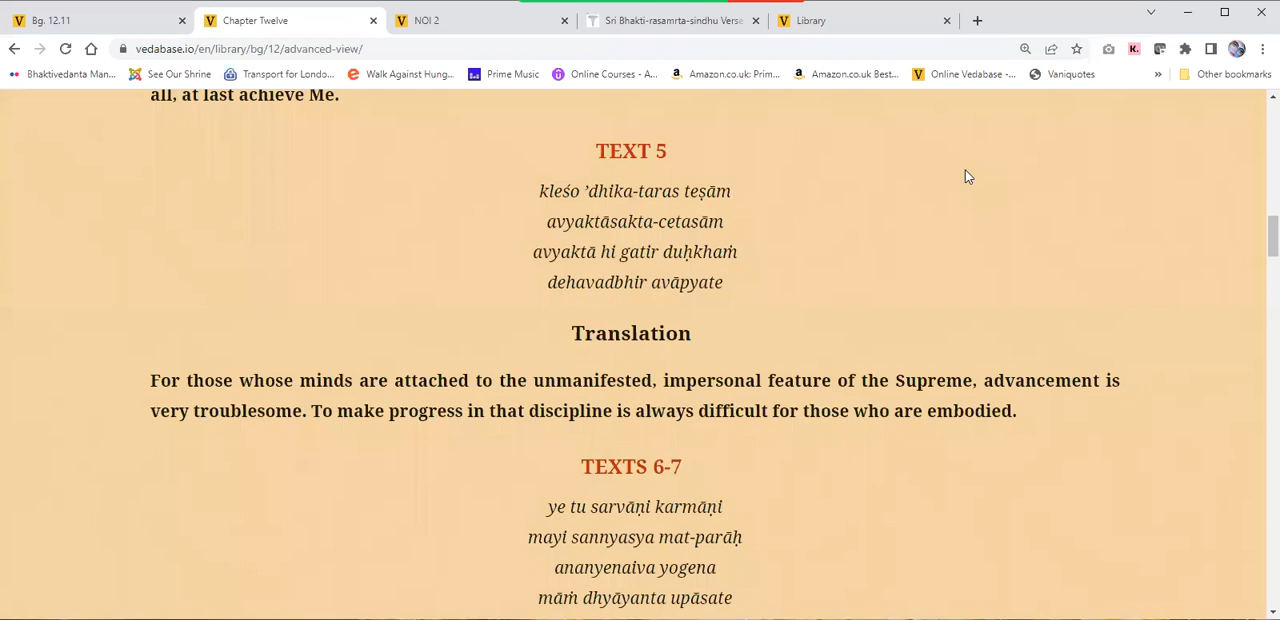 Bg. 12.11
Chapter Twelve
NOI 2
Sri Bhakti-rasamrta-sindhu Verse
Library
vedabase.io/en/library/bg/12/advanced-view/
Bhaktivedanta Man...
See Our Shrine
Transport for Londo...
Walk Against Hung...
Prime Music
Online Courses - A...
Amazon.co.uk: Prim...
Amazon.co.uk Best...
Online Vedabase -...
Vaniquotes
»
Other bookmarks
all, at last achieve Me.
TEXT 5
kleśo ’dhika-taras teṣām
avyaktāsakta-cetasām
avyaktā hi gatir duḥkhaṁ
dehavadbhir avāpyate
Translation
For those whose minds are attached to the unmanifested, impersonal feature of the Supreme, advancement is
very troublesome. To make progress in that discipline is always difficult for those who are embodied.
TEXTS 6-7
ye tu sarvāṇi karmāṇi
mayi sannyasya mat-parāḥ
ananyenaiva yogena
māṁ dhyāyanta upāsate